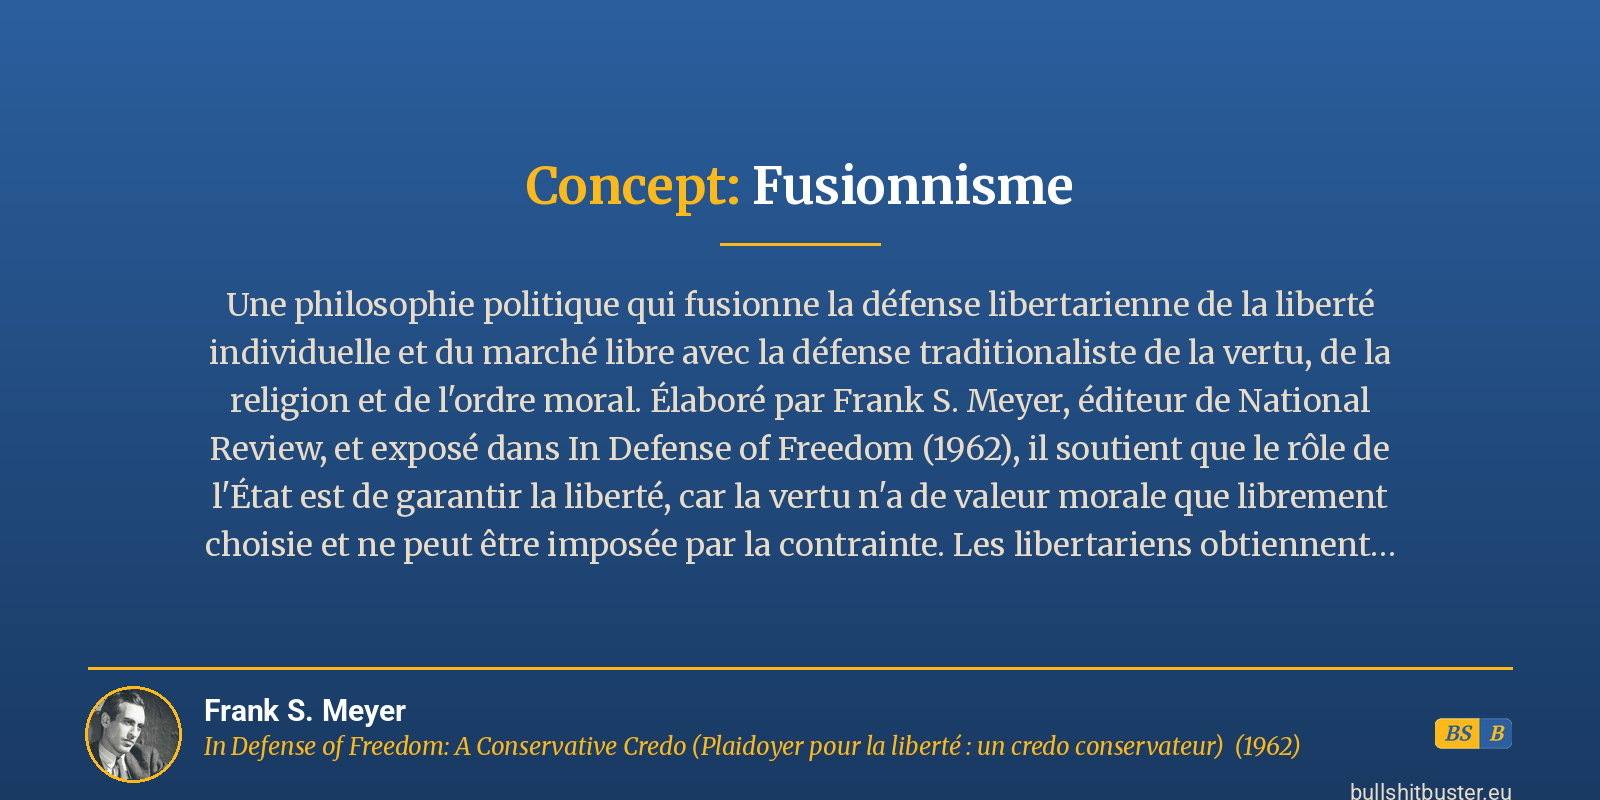 Concept: Fusionnisme
Une philosophie politique qui fusionne la défense libertarienne de la liberté
individuelle et du marché libre avec la défense traditionaliste de la vertu, de la
religion et de l'ordre moral. Élaboré par Frank S. Meyer, éditeur de National
Review, et exposé dans In Defense of Freedom (1962), il soutient que le rôle de
l'État est de garantir la liberté, car la vertu n'a de valeur morale que librement
choisie et ne peut être imposée par la contrainte. Les libertariens obtiennent…
Frank S. Meyer
In Defense of Freedom: A Conservative Credo (Plaidoyer pour la liberté : un credo conservateur) (1962)
BS B
bullshitbuster.eu